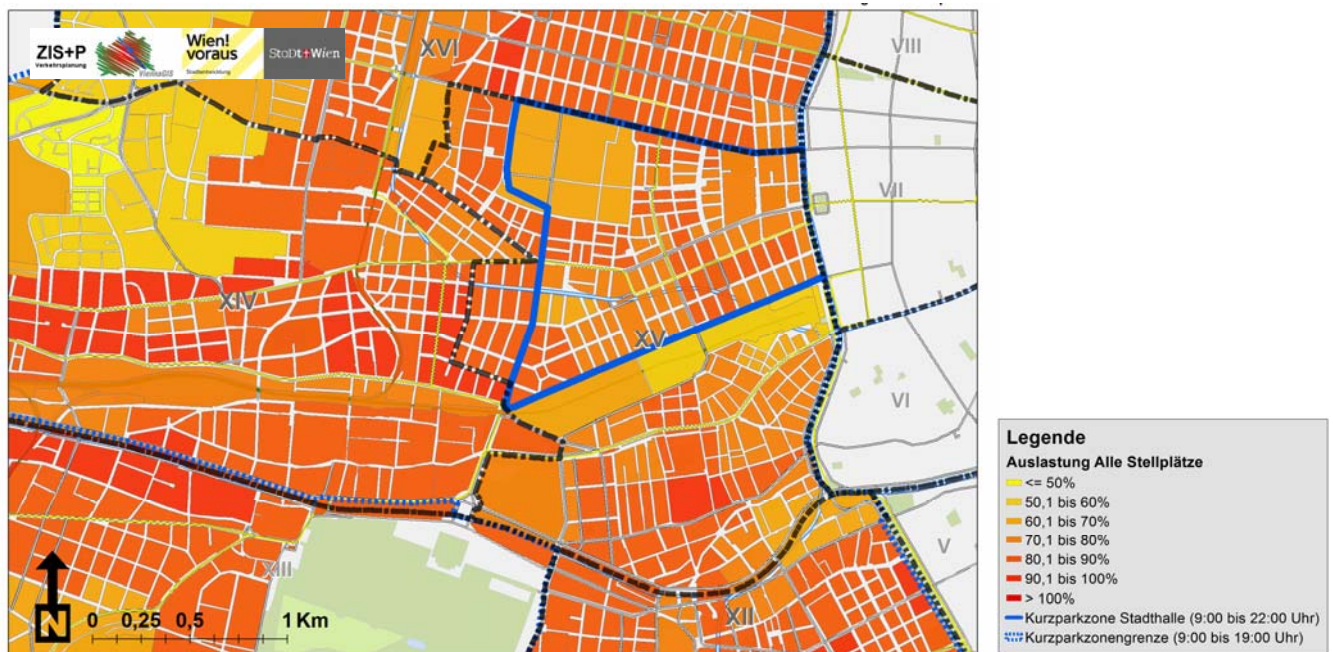 ZIS+P
Verkehrsplanung
ViennaGIS
Wien!
voraus
Stadtentwicklung
StaDt Wien
XVI
VIII
VII
XIV
XV
VI
V
XIII
XII
N
0 0,25 0,5 1 Km
Legende
Auslastung Alle Stellplätze
<= 50%
50,1 bis 60%
60,1 bis 70%
70,1 bis 80%
80,1 bis 90%
90,1 bis 100%
> 100%
Kurzparkzone Stadthalle (9:00 bis 22:00 Uhr)
Kurzparkzonengrenze (9:00 bis 19:00 Uhr)